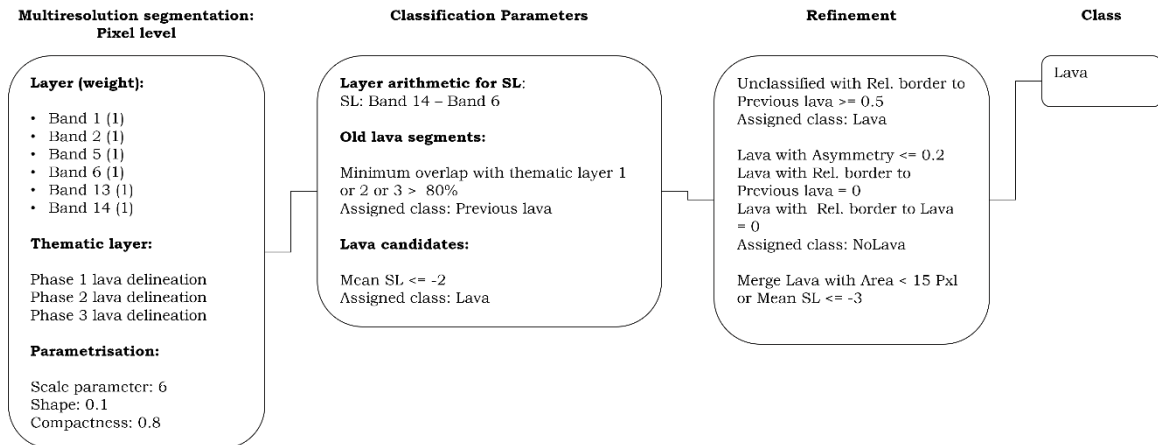 Multiresolution segmentation:
Pixel level
Layer (weight):
• Band 1 (1)
• Band 2 (1)
• Band 5 (1)
• Band 6 (1)
• Band 13 (1)
• Band 14 (1)
Thematic layer:
Phase 1 lava delineation
Phase 2 lava delineation
Phase 3 lava delineation
Parametrisation:
Scale parameter: 6
Shape: 0.1
Compactness: 0.8
Classification Parameters
Layer arithmetic for SL:
SL: Band 14 – Band 6
Old lava segments:
Minimum overlap with thematic layer 1
or 2 or 3 > 80%
Assigned class: Previous lava
Lava candidates:
Mean SL <= -2
Assigned class: Lava
Refinement
Unclassified with Rel. border to
Previous lava >= 0.5
Assigned class: Lava
Lava with Asymmetry <= 0.2
Lava with Rel. border to
Previous lava = 0
Lava with Rel. border to Lava
= 0
Assigned class: NoLava
Merge Lava with Area < 15 Pxl
or Mean SL <= -3
Class
Lava